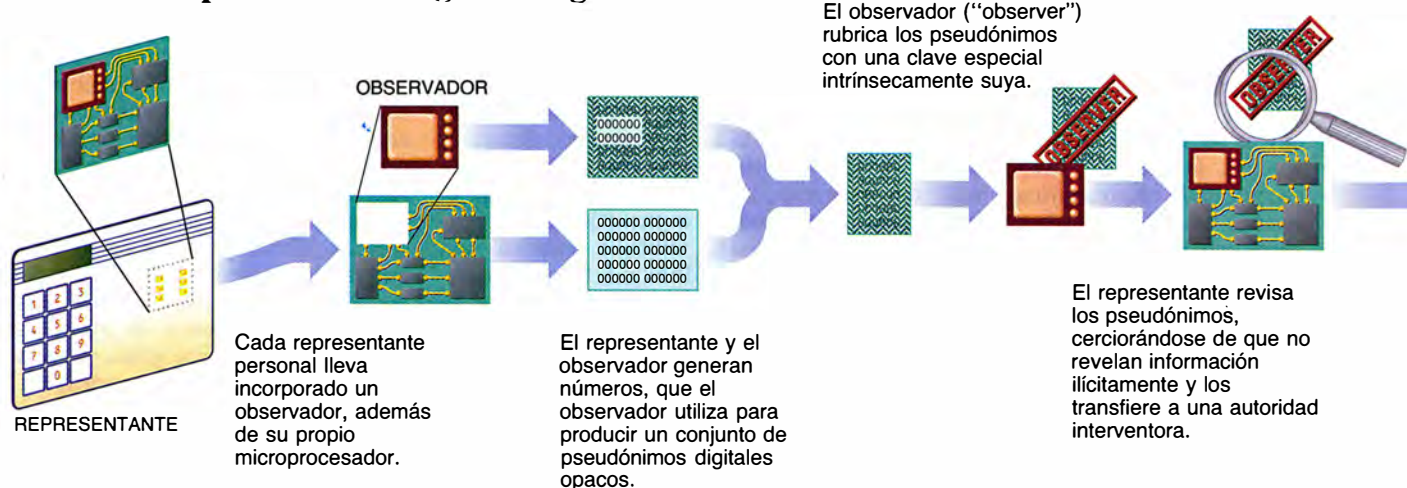 El observador (“observer”)
rubrica los pseudónimos
con una clave especial
intrínsecamente suya.
OBSERVADOR
000000
000000
000000 000000
000000 000000
000000 000000
000000 000000
000000 000000
OBSERVER
OBSERVER
1 2 3
4 5 6
7 8 9
0
REPRESENTANTE
Cada representante
personal lleva
incorporado un
observador, además
de su propio
microprocesador.
El representante y el
observador generan
números, que el
observador utiliza para
producir un conjunto de
pseudónimos digitales
opacos.
El representante revisa
los pseudónimos,
cerciorándose de que no
revelan información
ilícitamente y los
transfiere a una autoridad
interventora.